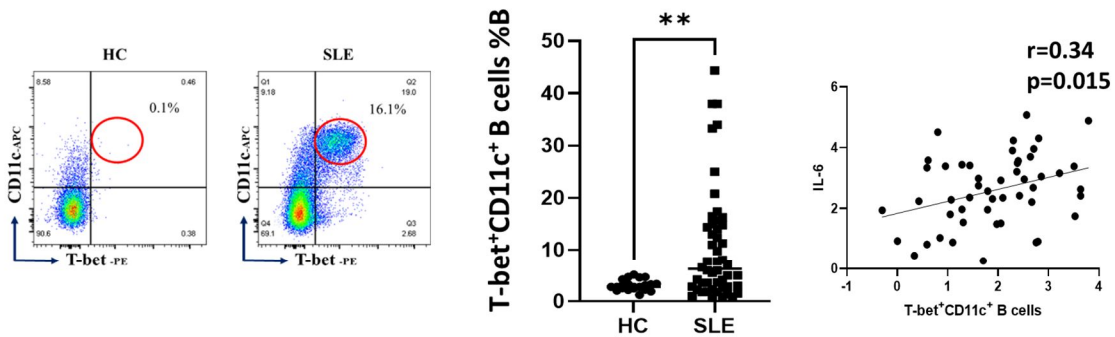 HC
8.58
0.46
0.1%
90.6
0.38
CD11c-APC
T-bet -PE
SLE
Q1
9.18
Q2
19.0
16.1%
Q4
69.1
Q3
2.68
CD11c-APC
T-bet -PE
T-bet⁺CD11c⁺ B cells %B
**
50
40
30
20
10
0
HC
SLE
r=0.34
p=0.015
IL-6
6
4
2
0
-1
0
1
2
3
4
T-bet⁺CD11c⁺ B cells